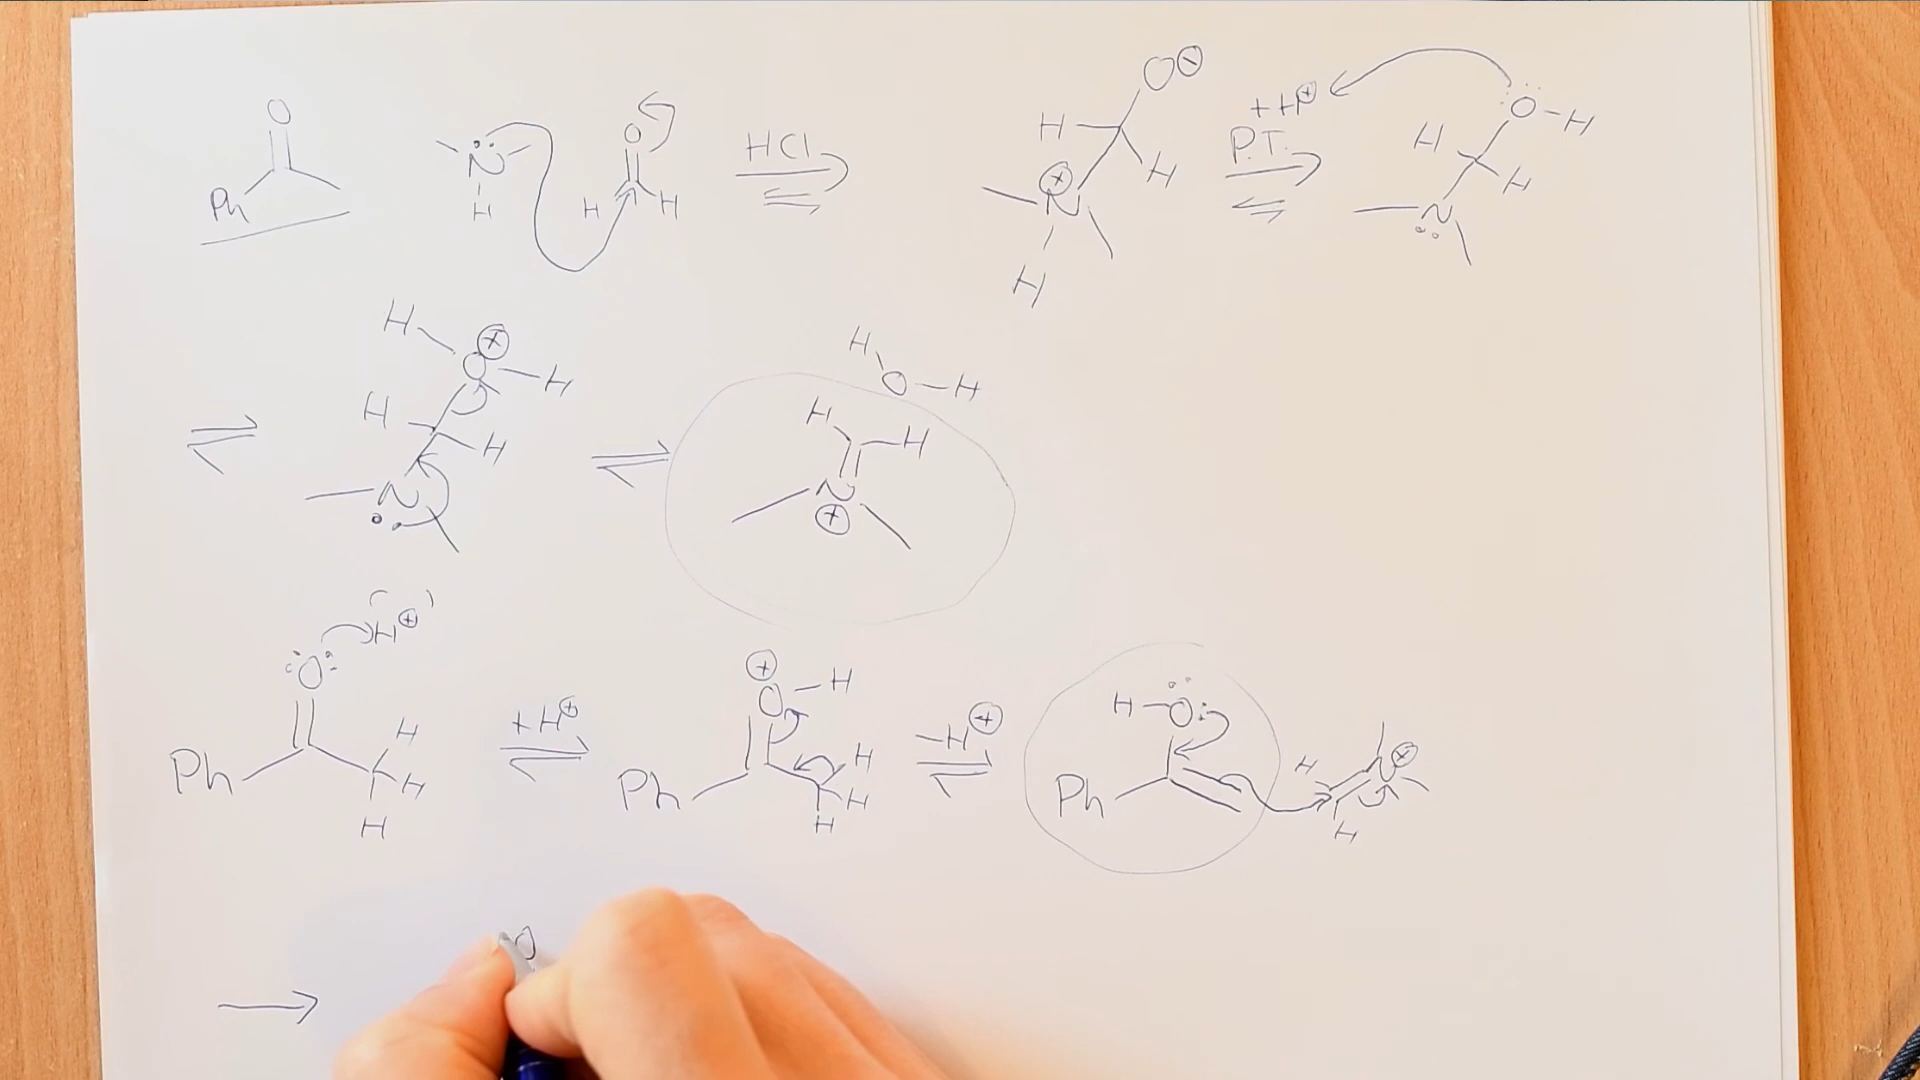 O Ph N H O H H HCl H O⊖ H ⊕ N H + H⊕ P.T. O-H H H N
H O⊕ H H H N H O-H H H N ⊕
O H⊕ Ph H H H + H⊕ ⊕ O-H Ph H H H - H⊕ H-O Ph H H N ⊕
O